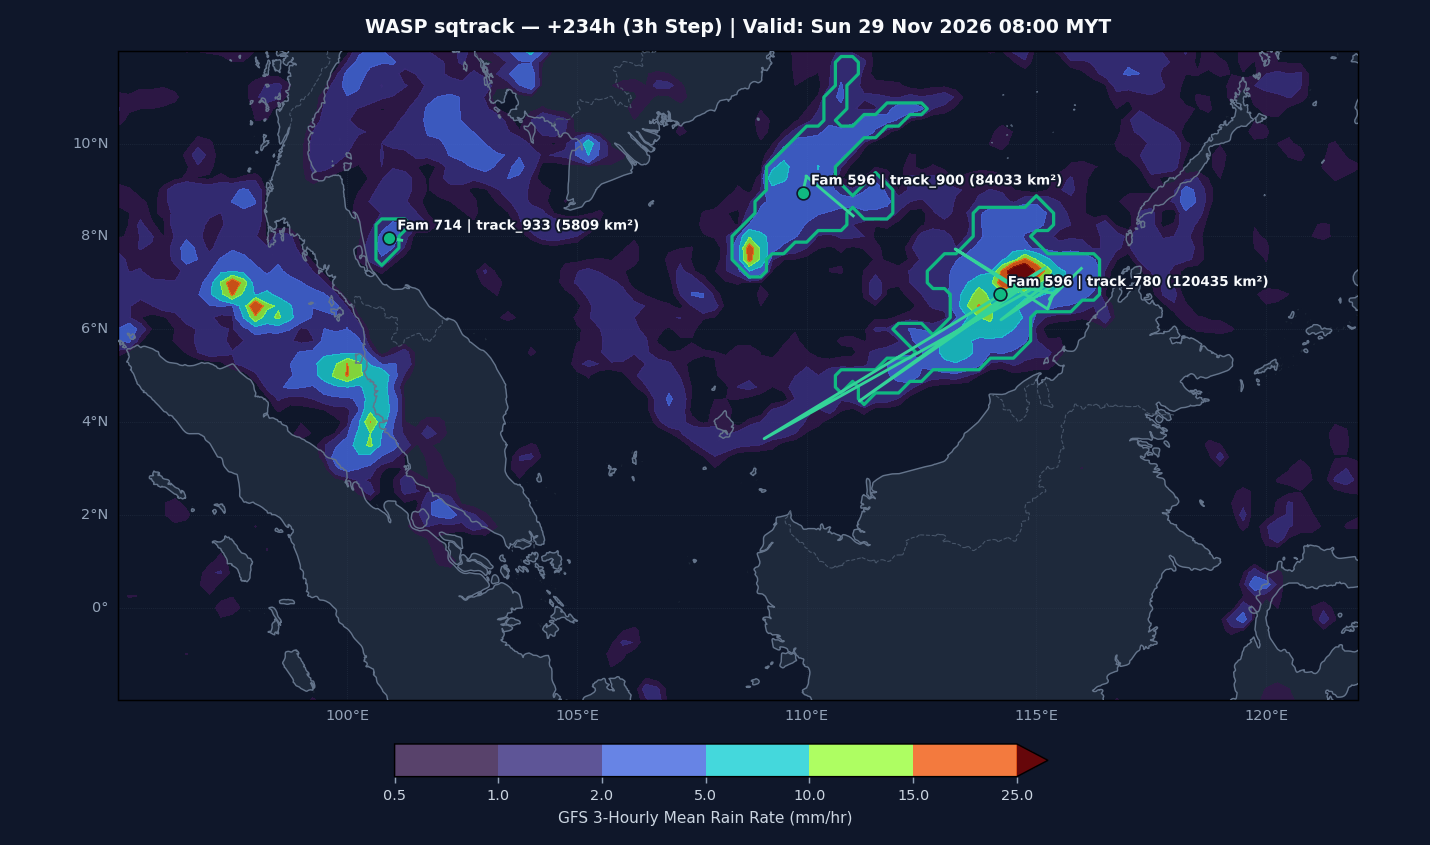 WASP sqtrack — +234h (3h Step) | Valid: Sun 29 Nov 2026 08:00 MYT
10°N
8°N
6°N
4°N
2°N
0°
Fam 596 | track_900 (84033 km²)
Fam 714 | track_933 (5809 km²)
Fam 596 | track_780 (120435 km²)
100°E 105°E 110°E 115°E 120°E
0.5 1.0 2.0 5.0 10.0 15.0 25.0
GFS 3-Hourly Mean Rain Rate (mm/hr)